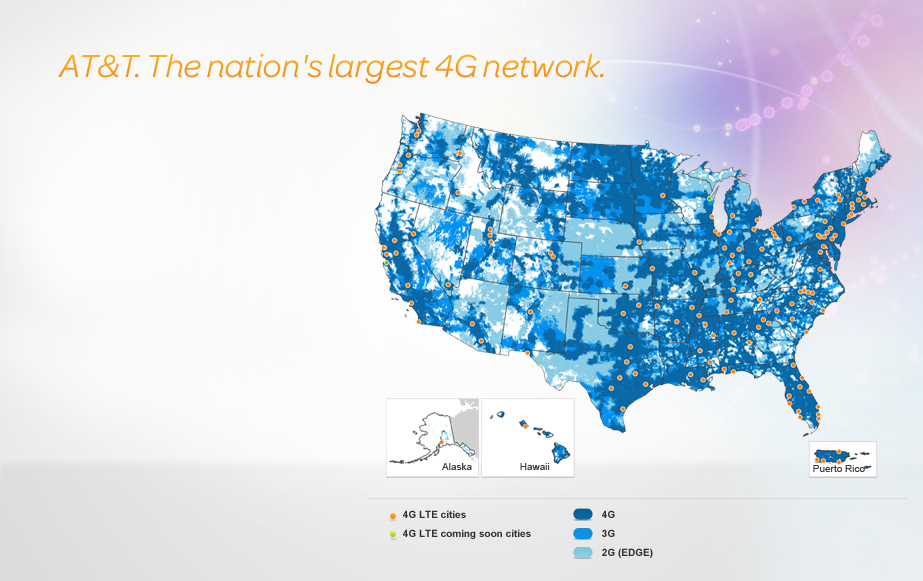 AT&T. The nation's largest 4G network.
Alaska
Hawaii
Puerto Rico
4G LTE cities
4G LTE coming soon cities
4G
3G
2G (EDGE)